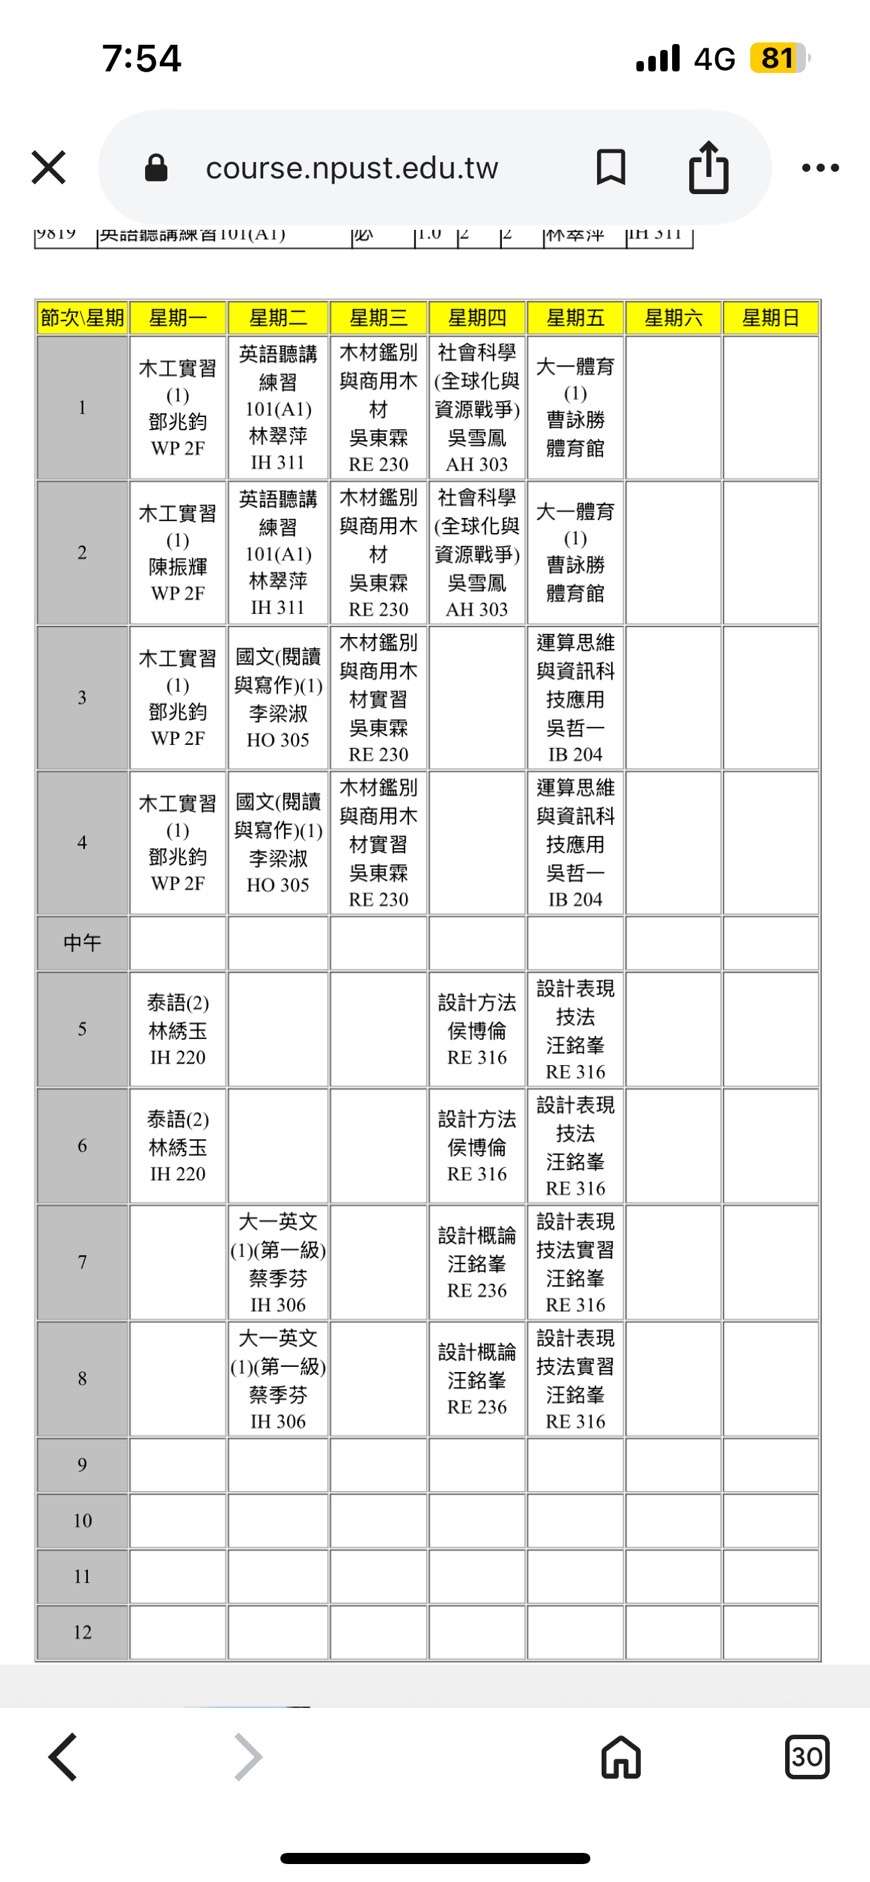 7:54
4G
81
course.npust.edu.tw
9819 英語聽講練習101(A1) 必 1.0 2 2 林翠萍 IH 311
節次\星期 星期一 星期二 星期三 星期四 星期五 星期六 星期日
1
木工實習
(1)
鄧兆鈞
WP 2F
英語聽講
練習
101(A1)
林翠萍
IH 311
木材鑑別
與商用木
材
吳東霖
RE 230
社會科學
(全球化與
資源戰爭)
吳雪鳳
AH 303
大一體育
(1)
曹詠勝
體育館
2
木工實習
(1)
陳振輝
WP 2F
英語聽講
練習
101(A1)
林翠萍
IH 311
木材鑑別
與商用木
材
吳東霖
RE 230
社會科學
(全球化與
資源戰爭)
吳雪鳳
AH 303
大一體育
(1)
曹詠勝
體育館
3
木工實習
(1)
鄧兆鈞
WP 2F
國文(閱讀
與寫作)(1)
李梁淑
HO 305
木材鑑別
與商用木
材實習
吳東霖
RE 230
運算思維
與資訊科
技應用
吳哲一
IB 204
4
木工實習
(1)
鄧兆鈞
WP 2F
國文(閱讀
與寫作)(1)
李梁淑
HO 305
木材鑑別
與商用木
材實習
吳東霖
RE 230
運算思維
與資訊科
技應用
吳哲一
IB 204
中午
5
泰語(2)
林綉玉
IH 220
設計方法
侯博倫
RE 316
設計表現
技法
汪銘峯
RE 316
6
泰語(2)
林綉玉
IH 220
設計方法
侯博倫
RE 316
設計表現
技法
汪銘峯
RE 316
7
大一英文
(1)(第一級)
蔡季芬
IH 306
設計概論
汪銘峯
RE 236
設計表現
技法實習
汪銘峯
RE 316
8
大一英文
(1)(第一級)
蔡季芬
IH 306
設計概論
汪銘峯
RE 236
設計表現
技法實習
汪銘峯
RE 316
9
10
11
12
30